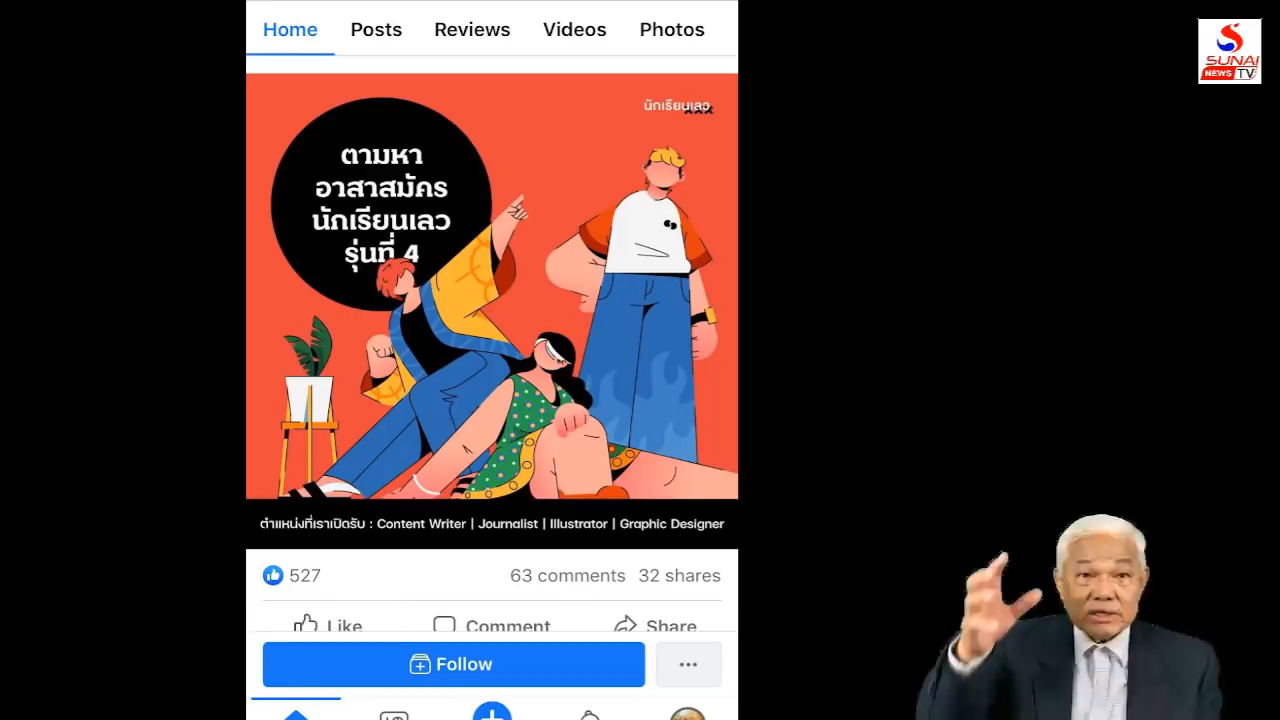 Home Posts Reviews Videos Photos
SUNAI
NEWS TV
นักเรียนเลว
ตามหา
อาสาสมัคร
นักเรียนเลว
รุ่นที่ 4
ตำแหน่งที่เราเปิดรับ : Content Writer | Journalist | Illustrator | Graphic Designer
527 63 comments 32 shares
Like Comment Share
Follow